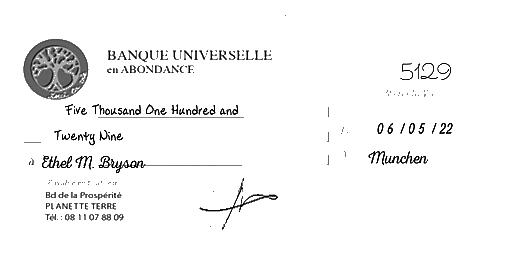 BANQUE UNIVERSELLE
en ABONDANCE
5129
Five Thousand One Hundred and
Twenty Nine
06/05/22
à Ethel M. Bryson
Munchen
Bd de la Prospérité
PLANETTE TERRE
Tél. : 08 11 07 88 09